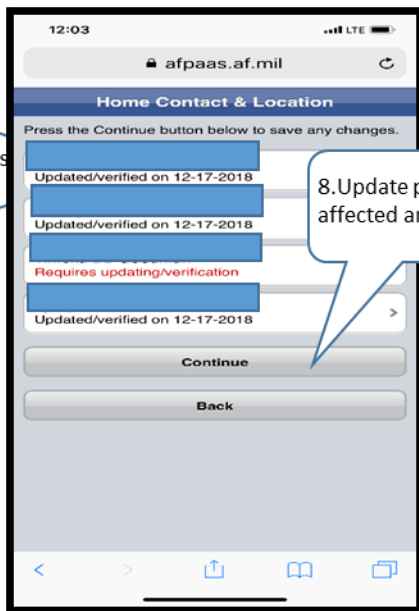 12:03
LTE
afpaas.af.mil
Home Contact & Location
Press the Continue button below to save any changes.
s
Updated/verified on 12-17-2018
8.Update p
affected a
Updated/verified on 12-17-2018
Requires updating/verification
Updated/verified on 12-17-2018
Continue
Back